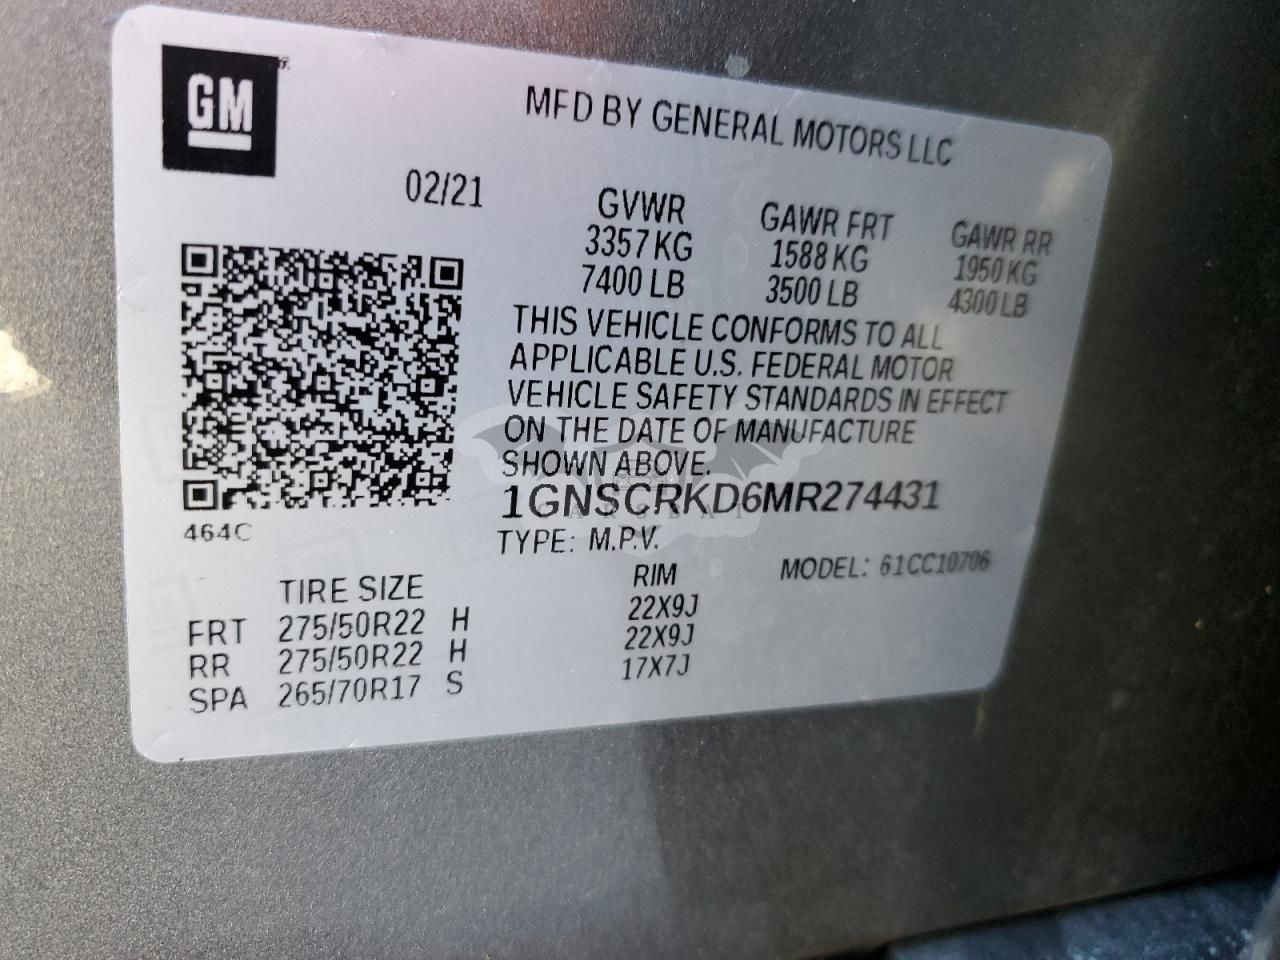 GM
MFD BY GENERAL MOTORS LLC
02/21
GVWR GAWR FRT GAWR RR
3357 KG 1588 KG 1950 KG
7400 LB 3500 LB 4300 LB
THIS VEHICLE CONFORMS TO ALL
APPLICABLE U.S. FEDERAL MOTOR
VEHICLE SAFETY STANDARDS IN EFFECT
ON THE DATE OF MANUFACTURE
SHOWN ABOVE.
1GNSCRKD6MR274431
464C
TYPE: M.P.V. MODEL: 61CC10706
TIRE SIZE RIM
FRT 275/50R22 H 22X9J
RR 275/50R22 H 22X9J
SPA 265/70R17 S 17X7J